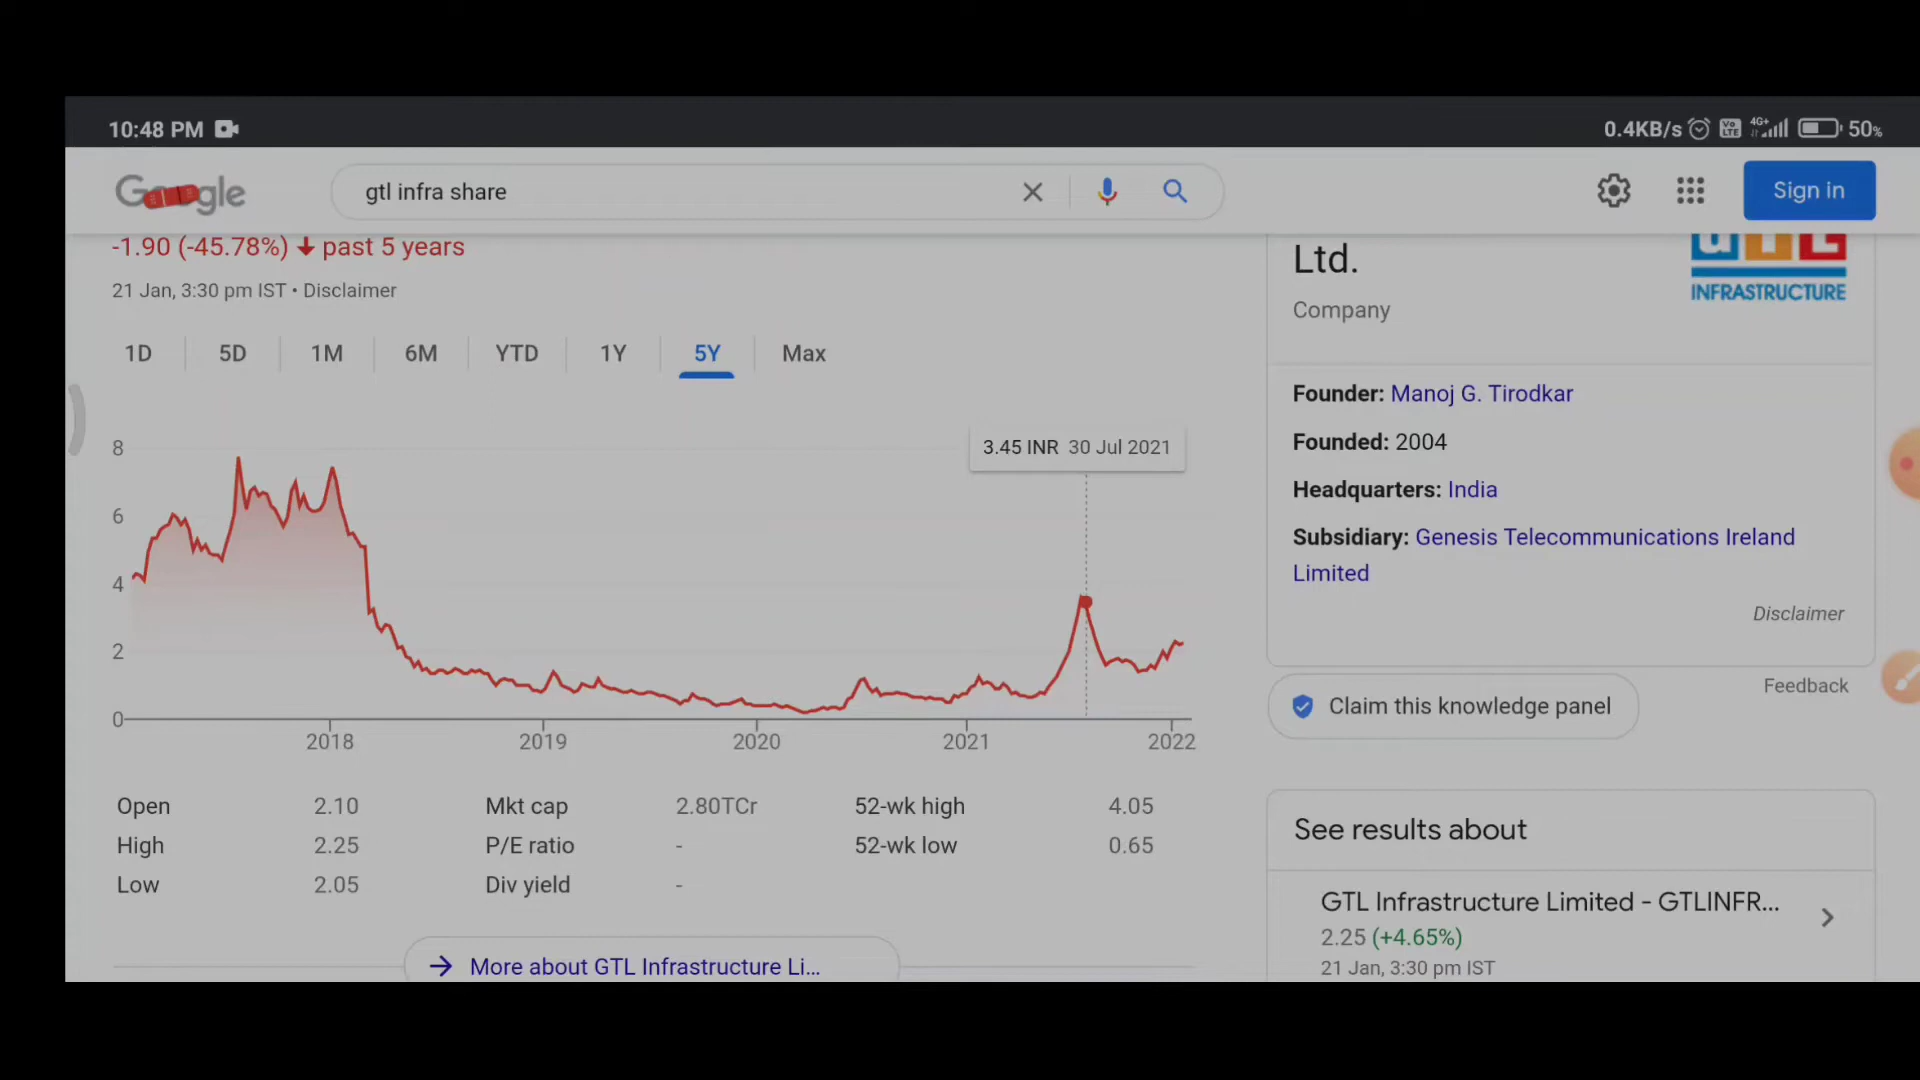 10:48 PM 0.4KB/s Vo LTE 4G+ 50%
Google gtl infra share Sign in
-1.90 (-45.78%) past 5 years
21 Jan, 3:30 pm IST • Disclaimer
1D 5D 1M 6M YTD 1Y 5Y Max
3.45 INR 30 Jul 2021
8
6
4
2
0
2018 2019 2020 2021 2022
Open 2.10 Mkt cap 2.80TCr 52-wk high 4.05
High 2.25 P/E ratio - 52-wk low 0.65
Low 2.05 Div yield -
More about GTL Infrastructure Li...
Ltd.
Company
INFRASTRUCTURE
Founder: Manoj G. Tirodkar
Founded: 2004
Headquarters: India
Subsidiary: Genesis Telecommunications Ireland
Limited
Disclaimer
Feedback
Claim this knowledge panel
See results about
GTL Infrastructure Limited - GTLINFR...
2.25 (+4.65%)
21 Jan, 3:30 pm IST